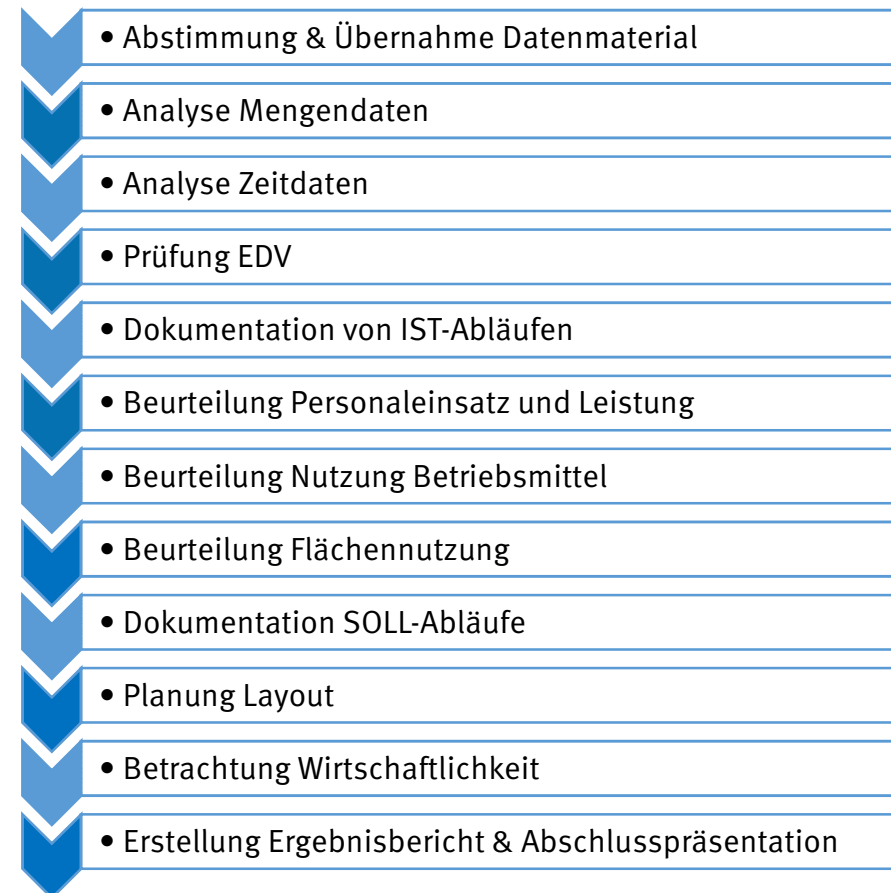 • Abstimmung & Übernahme Datenmaterial
• Analyse Mengendaten
• Analyse Zeitdaten
• Prüfung EDV
• Dokumentation von IST-Abläufen
• Beurteilung Personaleinsatz und Leistung
• Beurteilung Nutzung Betriebsmittel
• Beurteilung Flächennutzung
• Dokumentation SOLL-Abläufe
• Planung Layout
• Betrachtung Wirtschaftlichkeit
• Erstellung Ergebnisbericht & Abschlusspräsentation